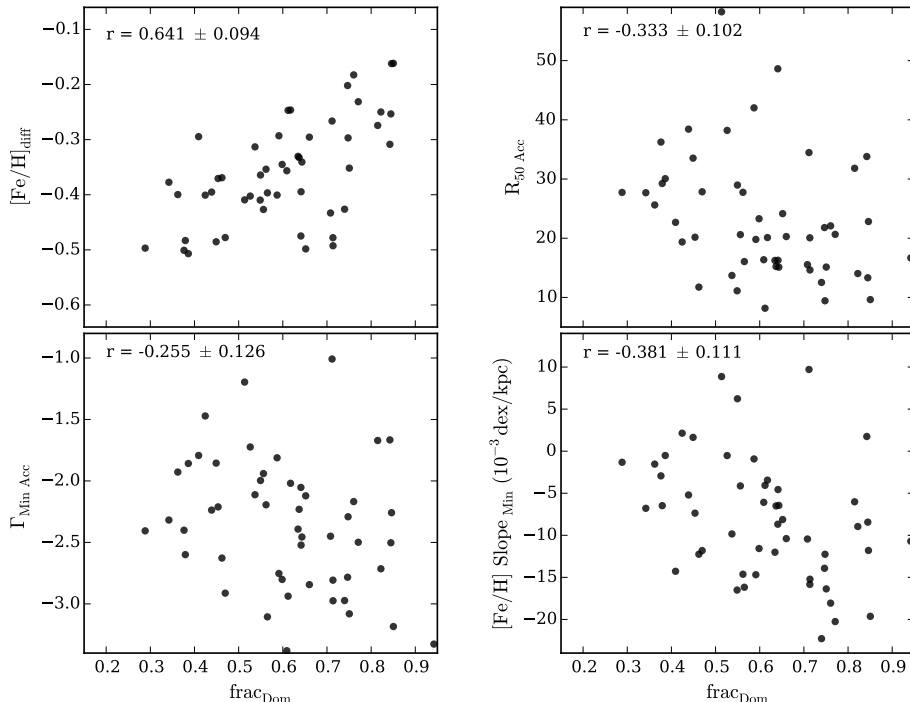 r = 0.641 ± 0.094
−0.2
−0.3
−0.4
−0.5
−0.6
[Fe/H]diff
r = -0.333 ± 0.102
50
40
30
20
10
R50 Acc
r = -0.255 ± 0.126
−1.0
−1.5
−2.0
−2.5
−3.0
ΓMin Acc
0.2 0.3 0.4 0.5 0.6 0.7 0.8 0.9
fracDom
r = -0.381 ± 0.111
10
5
0
−5
−10
−15
−20
[Fe/H] Slope Min (10−3 dex/kpc)
0.2 0.3 0.4 0.5 0.6 0.7 0.8 0.9
fracDom